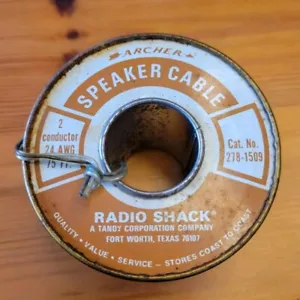 ARCHER
SPEAKER CABLE
2
conductor
24 AWG
75 FT.
Cat. No.
278-1509
RADIO SHACK®
A TANDY CORPORATION COMPANY
FORT WORTH, TEXAS 76107
QUALITY • VALUE • SERVICE – STORES COAST TO COAST